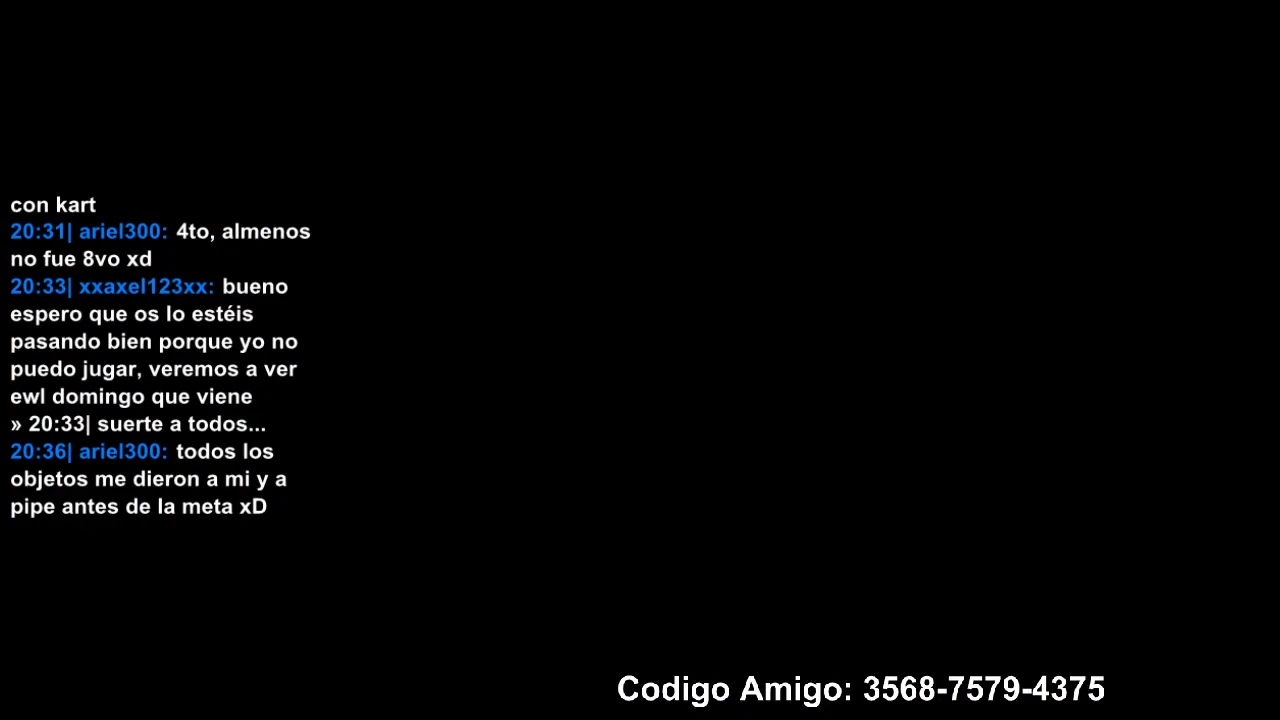 con kart
20:31| ariel300: 4to, almenos
no fue 8vo xd
20:33| xxaxel123xx: bueno
espero que os lo estéis
pasando bien porque yo no
puedo jugar, veremos a ver
ewl domingo que viene
» 20:33| suerte a todos...
20:36| ariel300: todos los
objetos me dieron a mi y a
pipe antes de la meta xD
Codigo Amigo: 3568-7579-4375